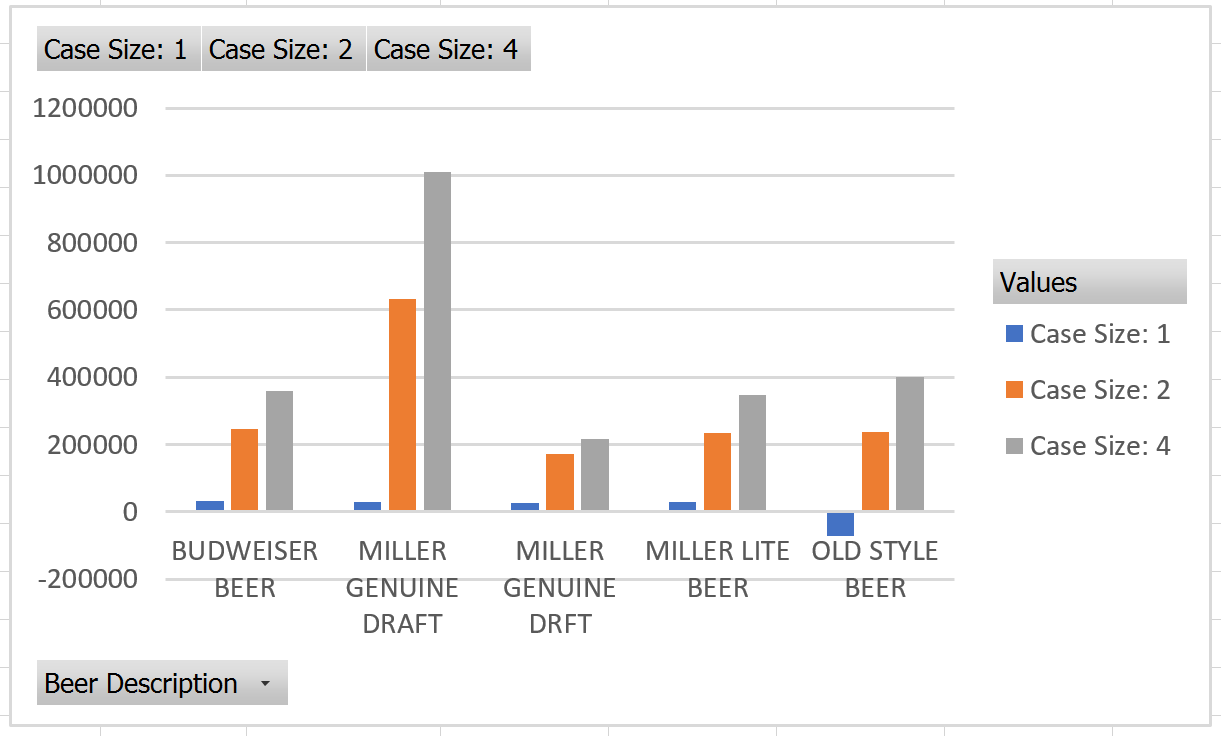 Case Size: 1 Case Size: 2 Case Size: 4
1200000
1000000
800000
600000
400000
200000
0
-200000
BUDWEISER BEER
MILLER GENUINE DRAFT
MILLER GENUINE DRFT
MILLER LITE BEER
OLD STYLE BEER
Values
Case Size: 1
Case Size: 2
Case Size: 4
Beer Description